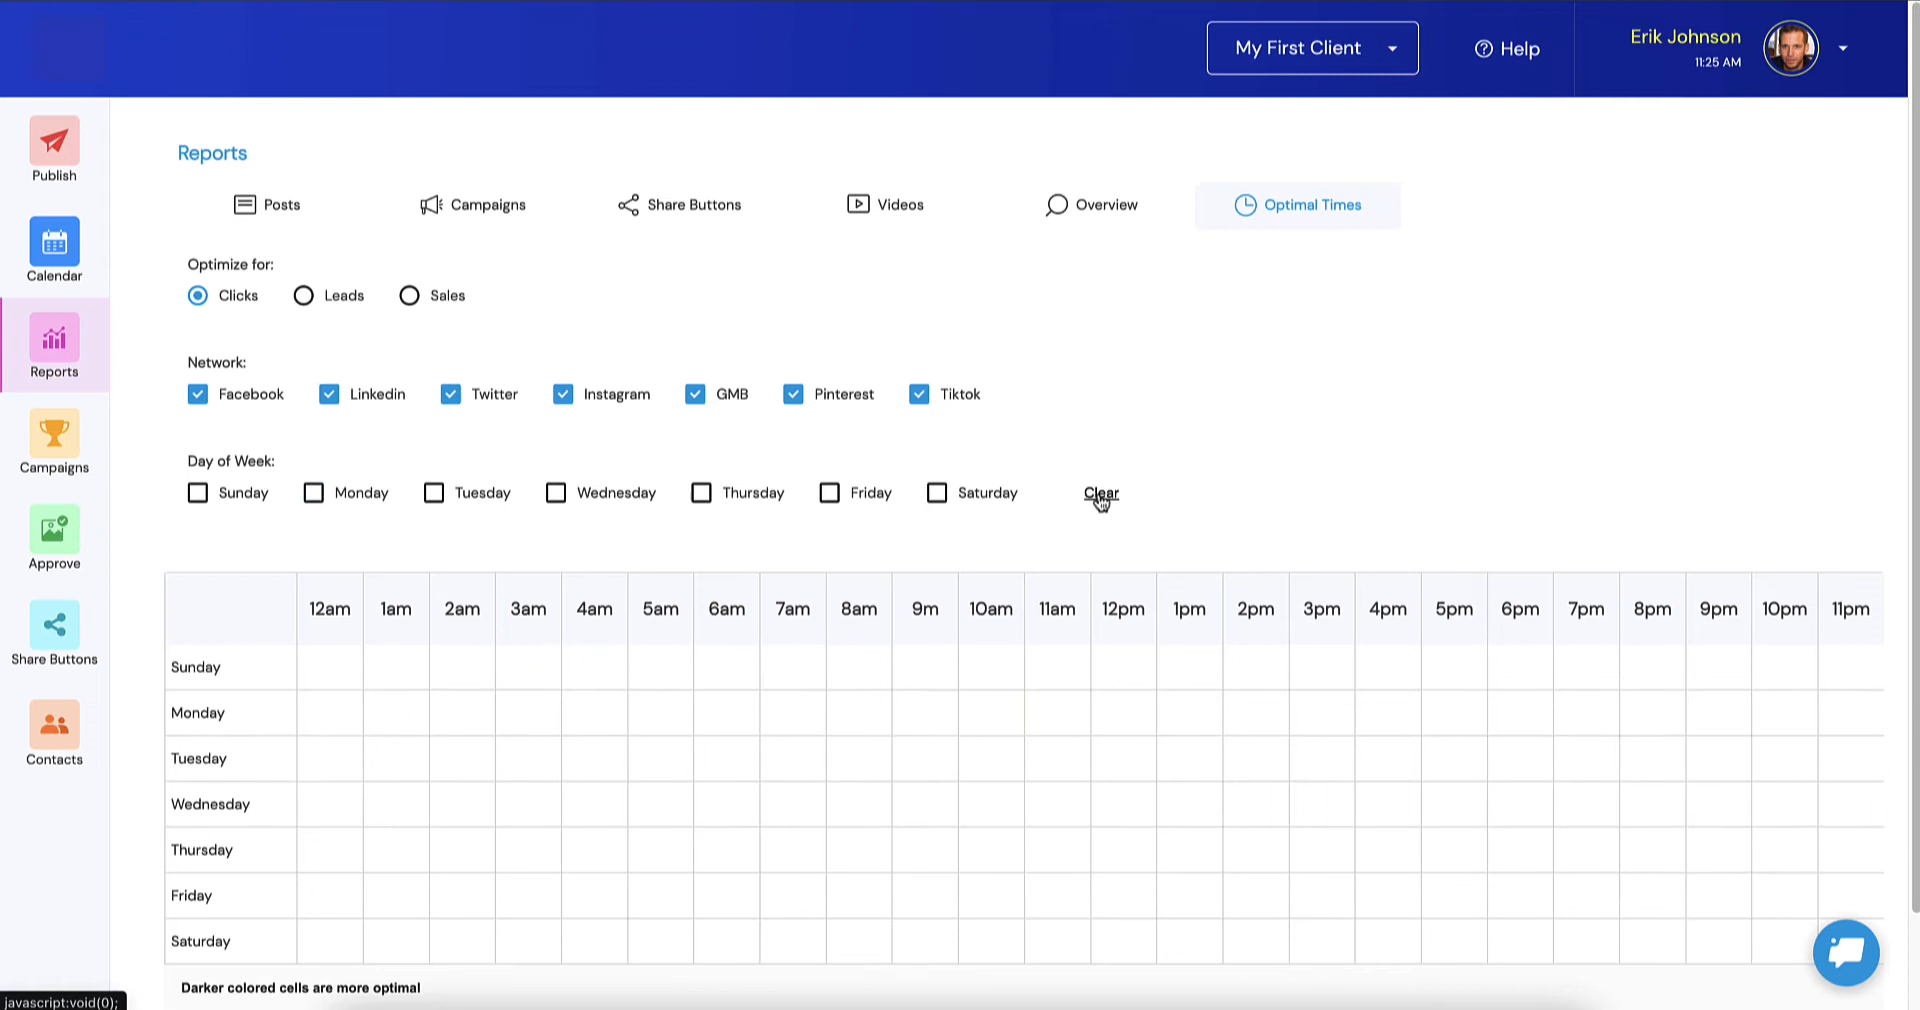 My First Client
Help
Erik Johnson
11:25 AM
Publish
Calendar
Reports
Campaigns
Approve
Share Buttons
Contacts
Reports
Posts Campaigns Share Buttons Videos Overview Optimal Times
Optimize for:
Clicks Leads Sales
Network:
Facebook Linkedin Twitter Instagram GMB Pinterest Tiktok
Day of Week:
Sunday Monday Tuesday Wednesday Thursday Friday Saturday Clear
12am 1am 2am 3am 4am 5am 6am 7am 8am 9m 10am 11am 12pm 1pm 2pm 3pm 4pm 5pm 6pm 7pm 8pm 9pm 10pm 11pm
Sunday
Monday
Tuesday
Wednesday
Thursday
Friday
Saturday
Darker colored cells are more optimal
javascript:void(0);